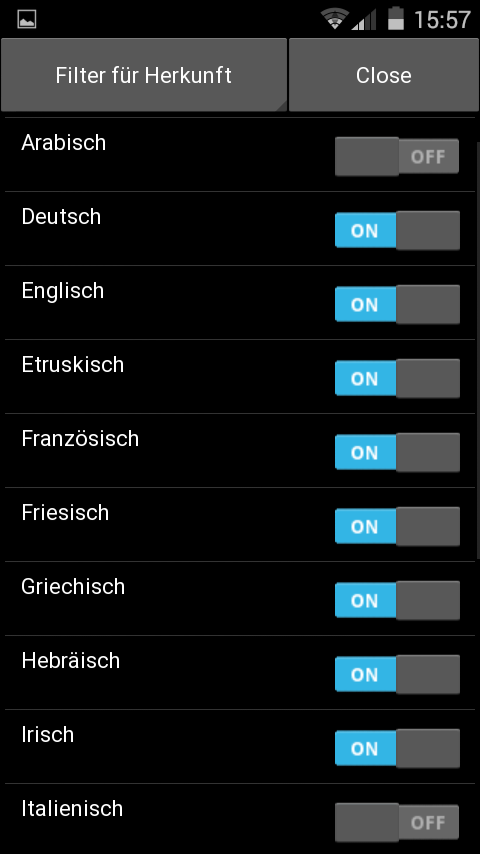 15:57
Filter für Herkunft
Close
Arabisch
OFF
Deutsch
ON
Englisch
ON
Etruskisch
ON
Französisch
ON
Friesisch
ON
Griechisch
ON
Hebräisch
ON
Irisch
ON
Italienisch
OFF